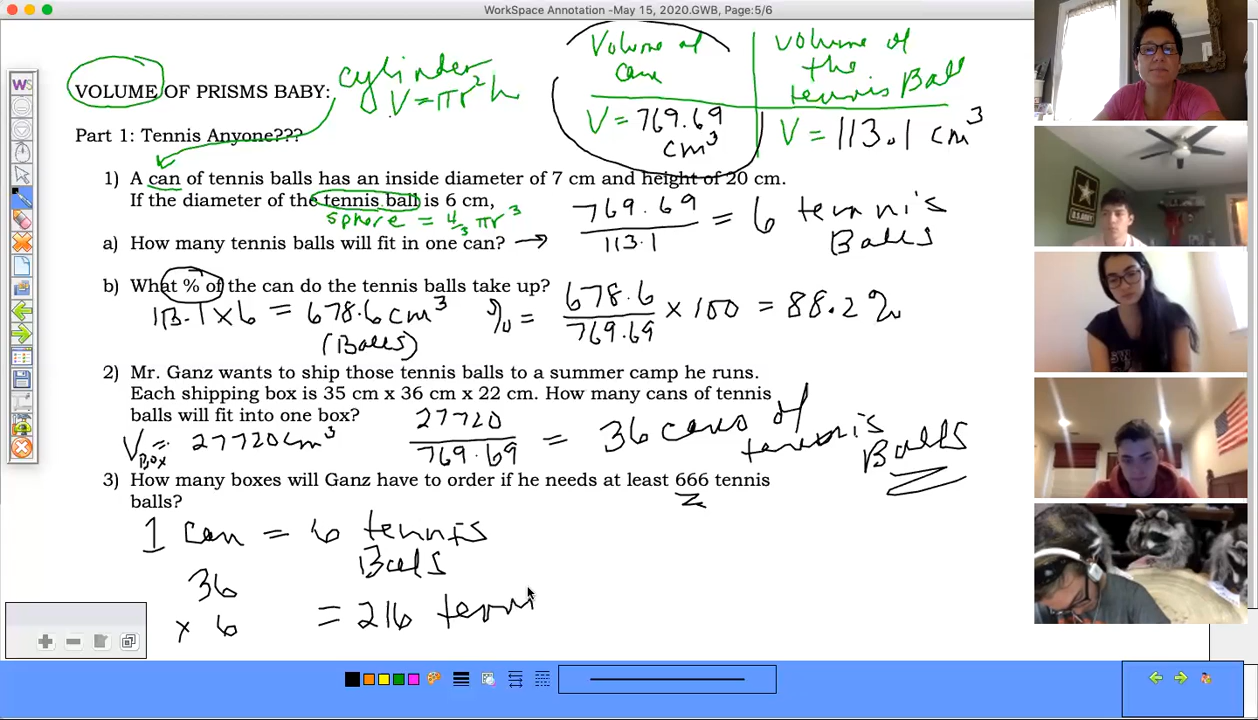 WorkSpace Annotation - May 15, 2020.GWB, Page:5/6
VOLUME OF PRISMS BABY:
cylinder
V = πr²h
Volume of
can
V = 769.69
cm³
volume of
the
tennis Ball
V = 113.1 cm³
Part 1: Tennis Anyone???
1) A can of tennis balls has an inside diameter of 7 cm and height of 20 cm.
If the diameter of the tennis ball is 6 cm,
sphere = 4/3 πr³
a) How many tennis balls will fit in one can?
769.69 / 113.1 = 6 tennis
Balls
b) What % of the can do the tennis balls take up?
113.1 x 6 = 678.6 cm³
(Balls)
% = 678.6 / 769.69 x 100 = 88.2%
2) Mr. Ganz wants to ship those tennis balls to a summer camp he runs.
Each shipping box is 35 cm x 36 cm x 22 cm. How many cans of tennis
balls will fit into one box?
V BOX = 27720 cm³
27720 / 769.69 = 36 cans of
tennis
Balls
3) How many boxes will Ganz have to order if he needs at least 666 tennis
balls?
1 can = 6 tennis
Balls
36
x 6 = 216 tenni
U.S. ARMY